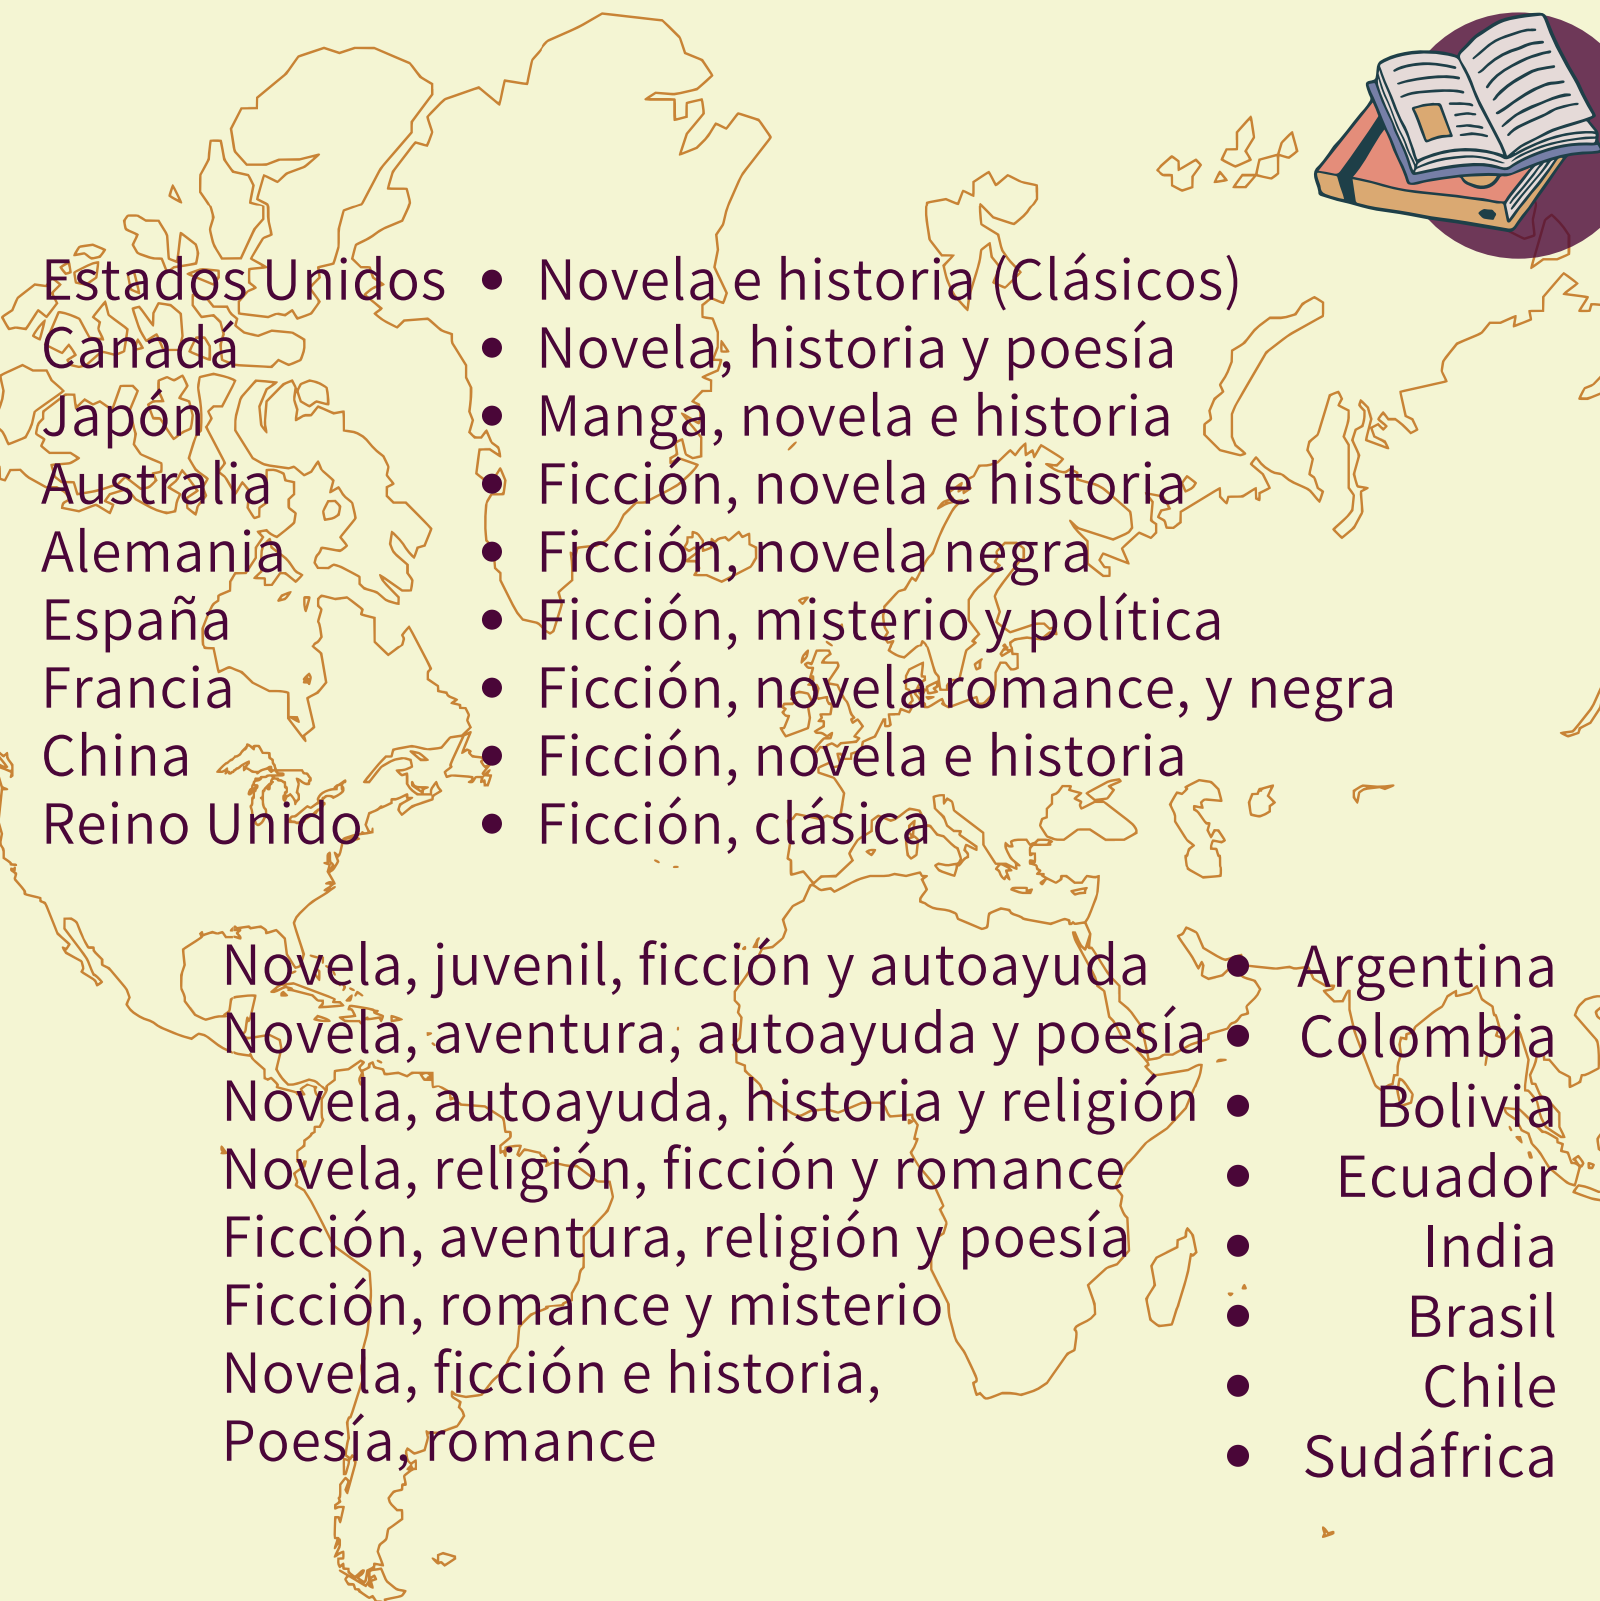 Estados Unidos • Novela e historia (Clásicos)
Canadá • Novela, historia y poesía
Japón • Manga, novela e historia
Australia • Ficción, novela e historia
Alemania • Ficción, novela negra
España • Ficción, misterio y política
Francia • Ficción, novela romance, y negra
China • Ficción, novela e historia
Reino Unido • Ficción, clásica
Novela, juvenil, ficción y autoayuda • Argentina
Novela, aventura, autoayuda y poesía • Colombia
Novela, autoayuda, historia y religión • Bolivia
Novela, religión, ficción y romance • Ecuador
Ficción, aventura, religión y poesía • India
Ficción, romance y misterio • Brasil
Novela, ficción e historia, • Chile
Poesía, romance • Sudáfrica